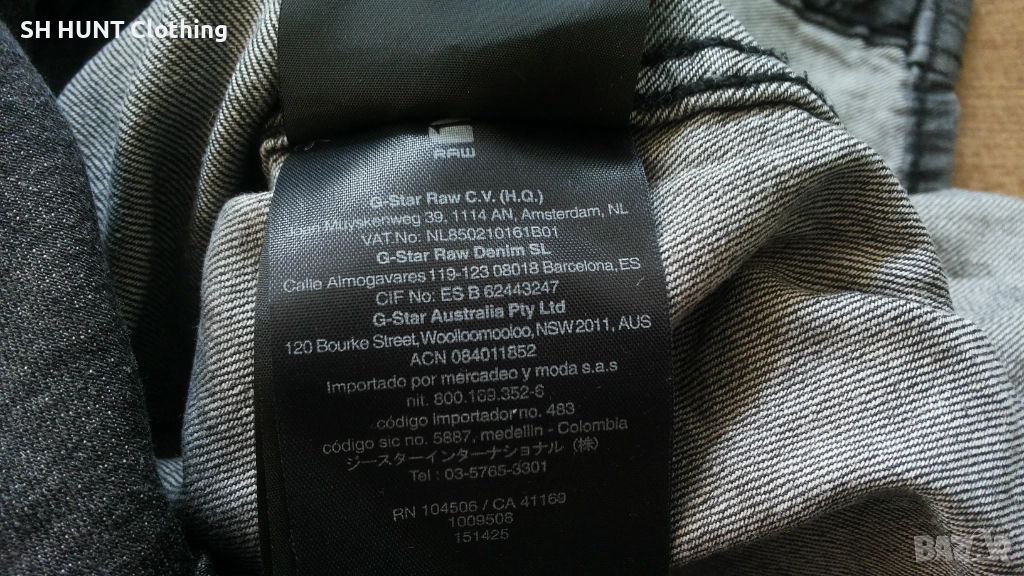 SH HUNT Clothing
RAW
G-Star Raw C.V. (H.Q.)
39, 1114 AN, Amsterdam, NL
VAT No: NL850210161B01
G-Star Raw Denim SL
Calle Almogavares 119-123 08018 Barcelona, ES
CIF No: ES B 62443247
G-Star Australia Pty Ltd
120 Bourke Street, Woolloomooloo, NSW 2011, AUS
ACN 084011852
Importado por mercadeo y moda s.a.s
nit. 800.189.352-6
código importador no. 483
código sic no. 5887, medellin - Colombia
ジースターインターナショナル (株)
Tel : 03-5765-3301
RN 104506 / CA 41169
1009508
151425
BAZAR